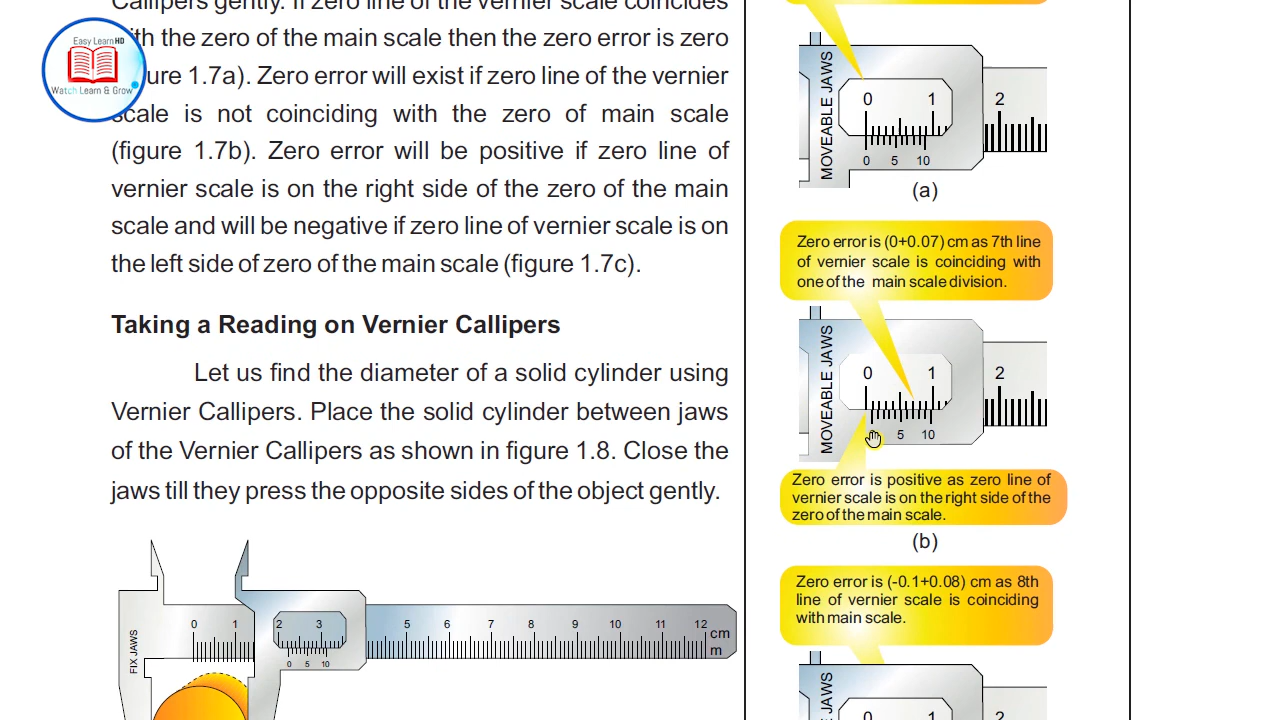 Callipers gently. If zero line of the vernier scale coincides
with the zero of the main scale then the zero error is zero
ure 1.7a). Zero error will exist if zero line of the vernier
scale is not coinciding with the zero of main scale
(figure 1.7b). Zero error will be positive if zero line of
vernier scale is on the right side of the zero of the main
scale and will be negative if zero line of vernier scale is on
the left side of zero of the main scale (figure 1.7c).
Easy Learn HD
Watch Learn & Grow
Taking a Reading on Vernier Callipers
Let us find the diameter of a solid cylinder using
Vernier Callipers. Place the solid cylinder between jaws
of the Vernier Callipers as shown in figure 1.8. Close the
jaws till they press the opposite sides of the object gently.
FIX JAWS
0 1 2 3 5 6 7 8 9 10 11 12 cm
m
0 5 10
MOVEABLE JAWS
0 1 2
0 5 10
(a)
Zero error is (0+0.07) cm as 7th line
of vernier scale is coinciding with
one of the main scale division.
MOVEABLE JAWS
0 1 2
5 10
Zero error is positive as zero line of
vernier scale is on the right side of the
zero of the main scale.
(b)
Zero error is (-0.1+0.08) cm as 8th
line of vernier scale is coinciding
with main scale.
JAWS
0 1 2